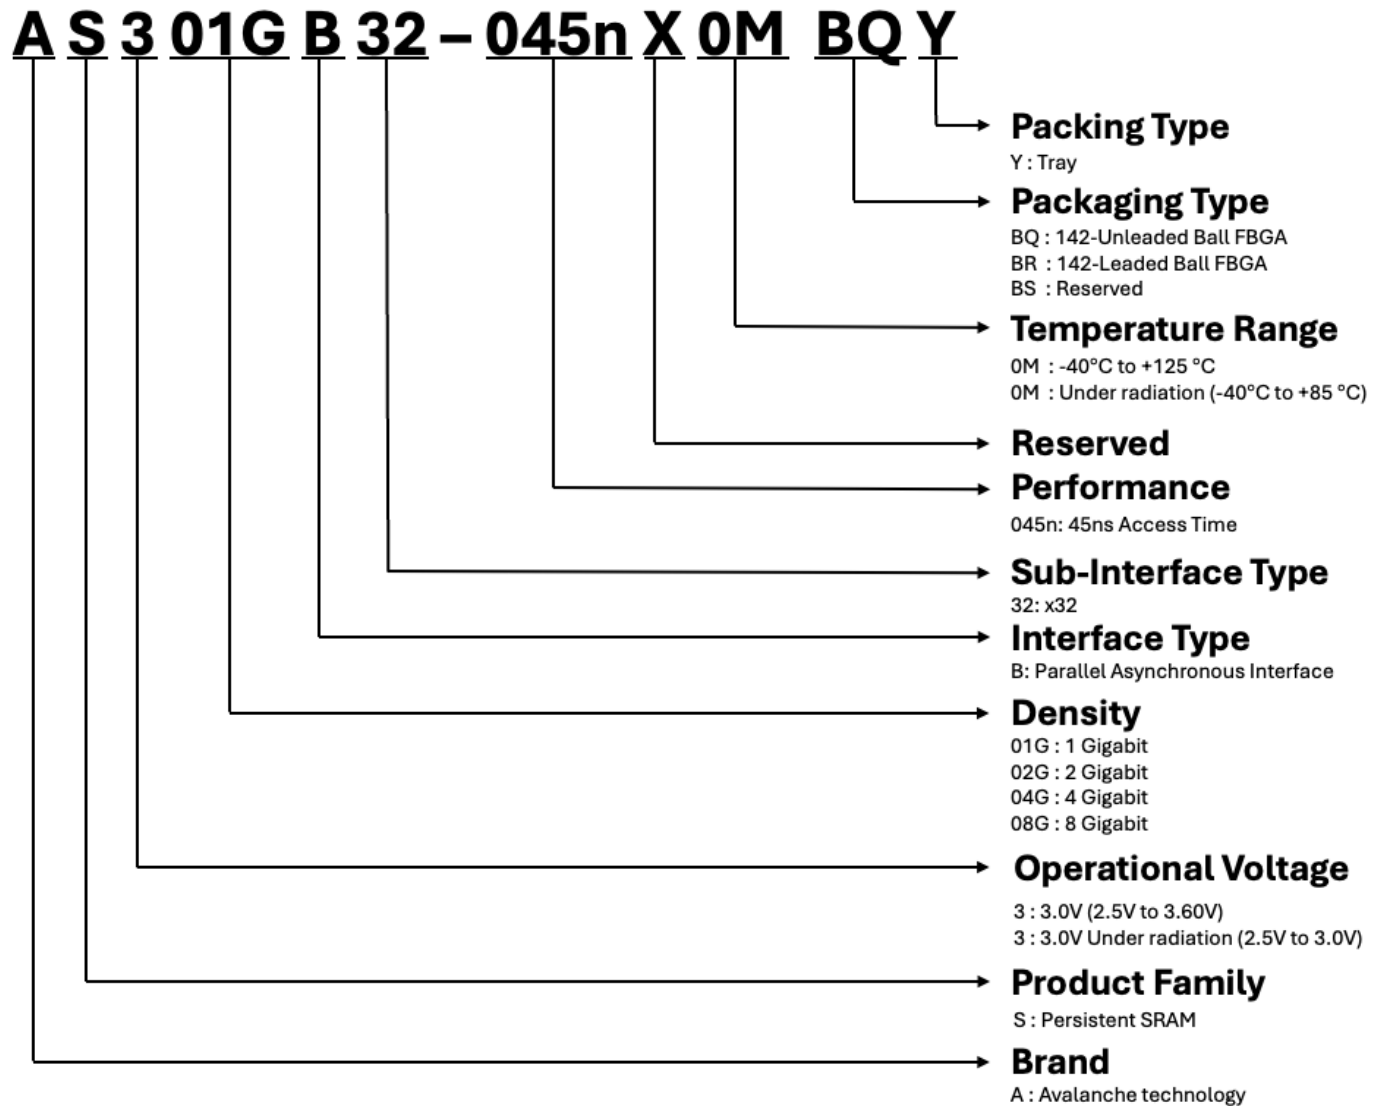 A S 3 01G B 32 – 045n X 0M BQ Y
Packing Type
Y : Tray
Packaging Type
BQ : 142-Unleaded Ball FBGA
BR : 142-Leaded Ball FBGA
BS : Reserved
Temperature Range
0M : -40°C to +125 °C
0M : Under radiation (-40°C to +85 °C)
Reserved
Performance
045n: 45ns Access Time
Sub-Interface Type
32: x32
Interface Type
B: Parallel Asynchronous Interface
Density
01G : 1 Gigabit
02G : 2 Gigabit
04G : 4 Gigabit
08G : 8 Gigabit
Operational Voltage
3 : 3.0V (2.5V to 3.60V)
3 : 3.0V Under radiation (2.5V to 3.0V)
Product Family
S : Persistent SRAM
Brand
A : Avalanche technology